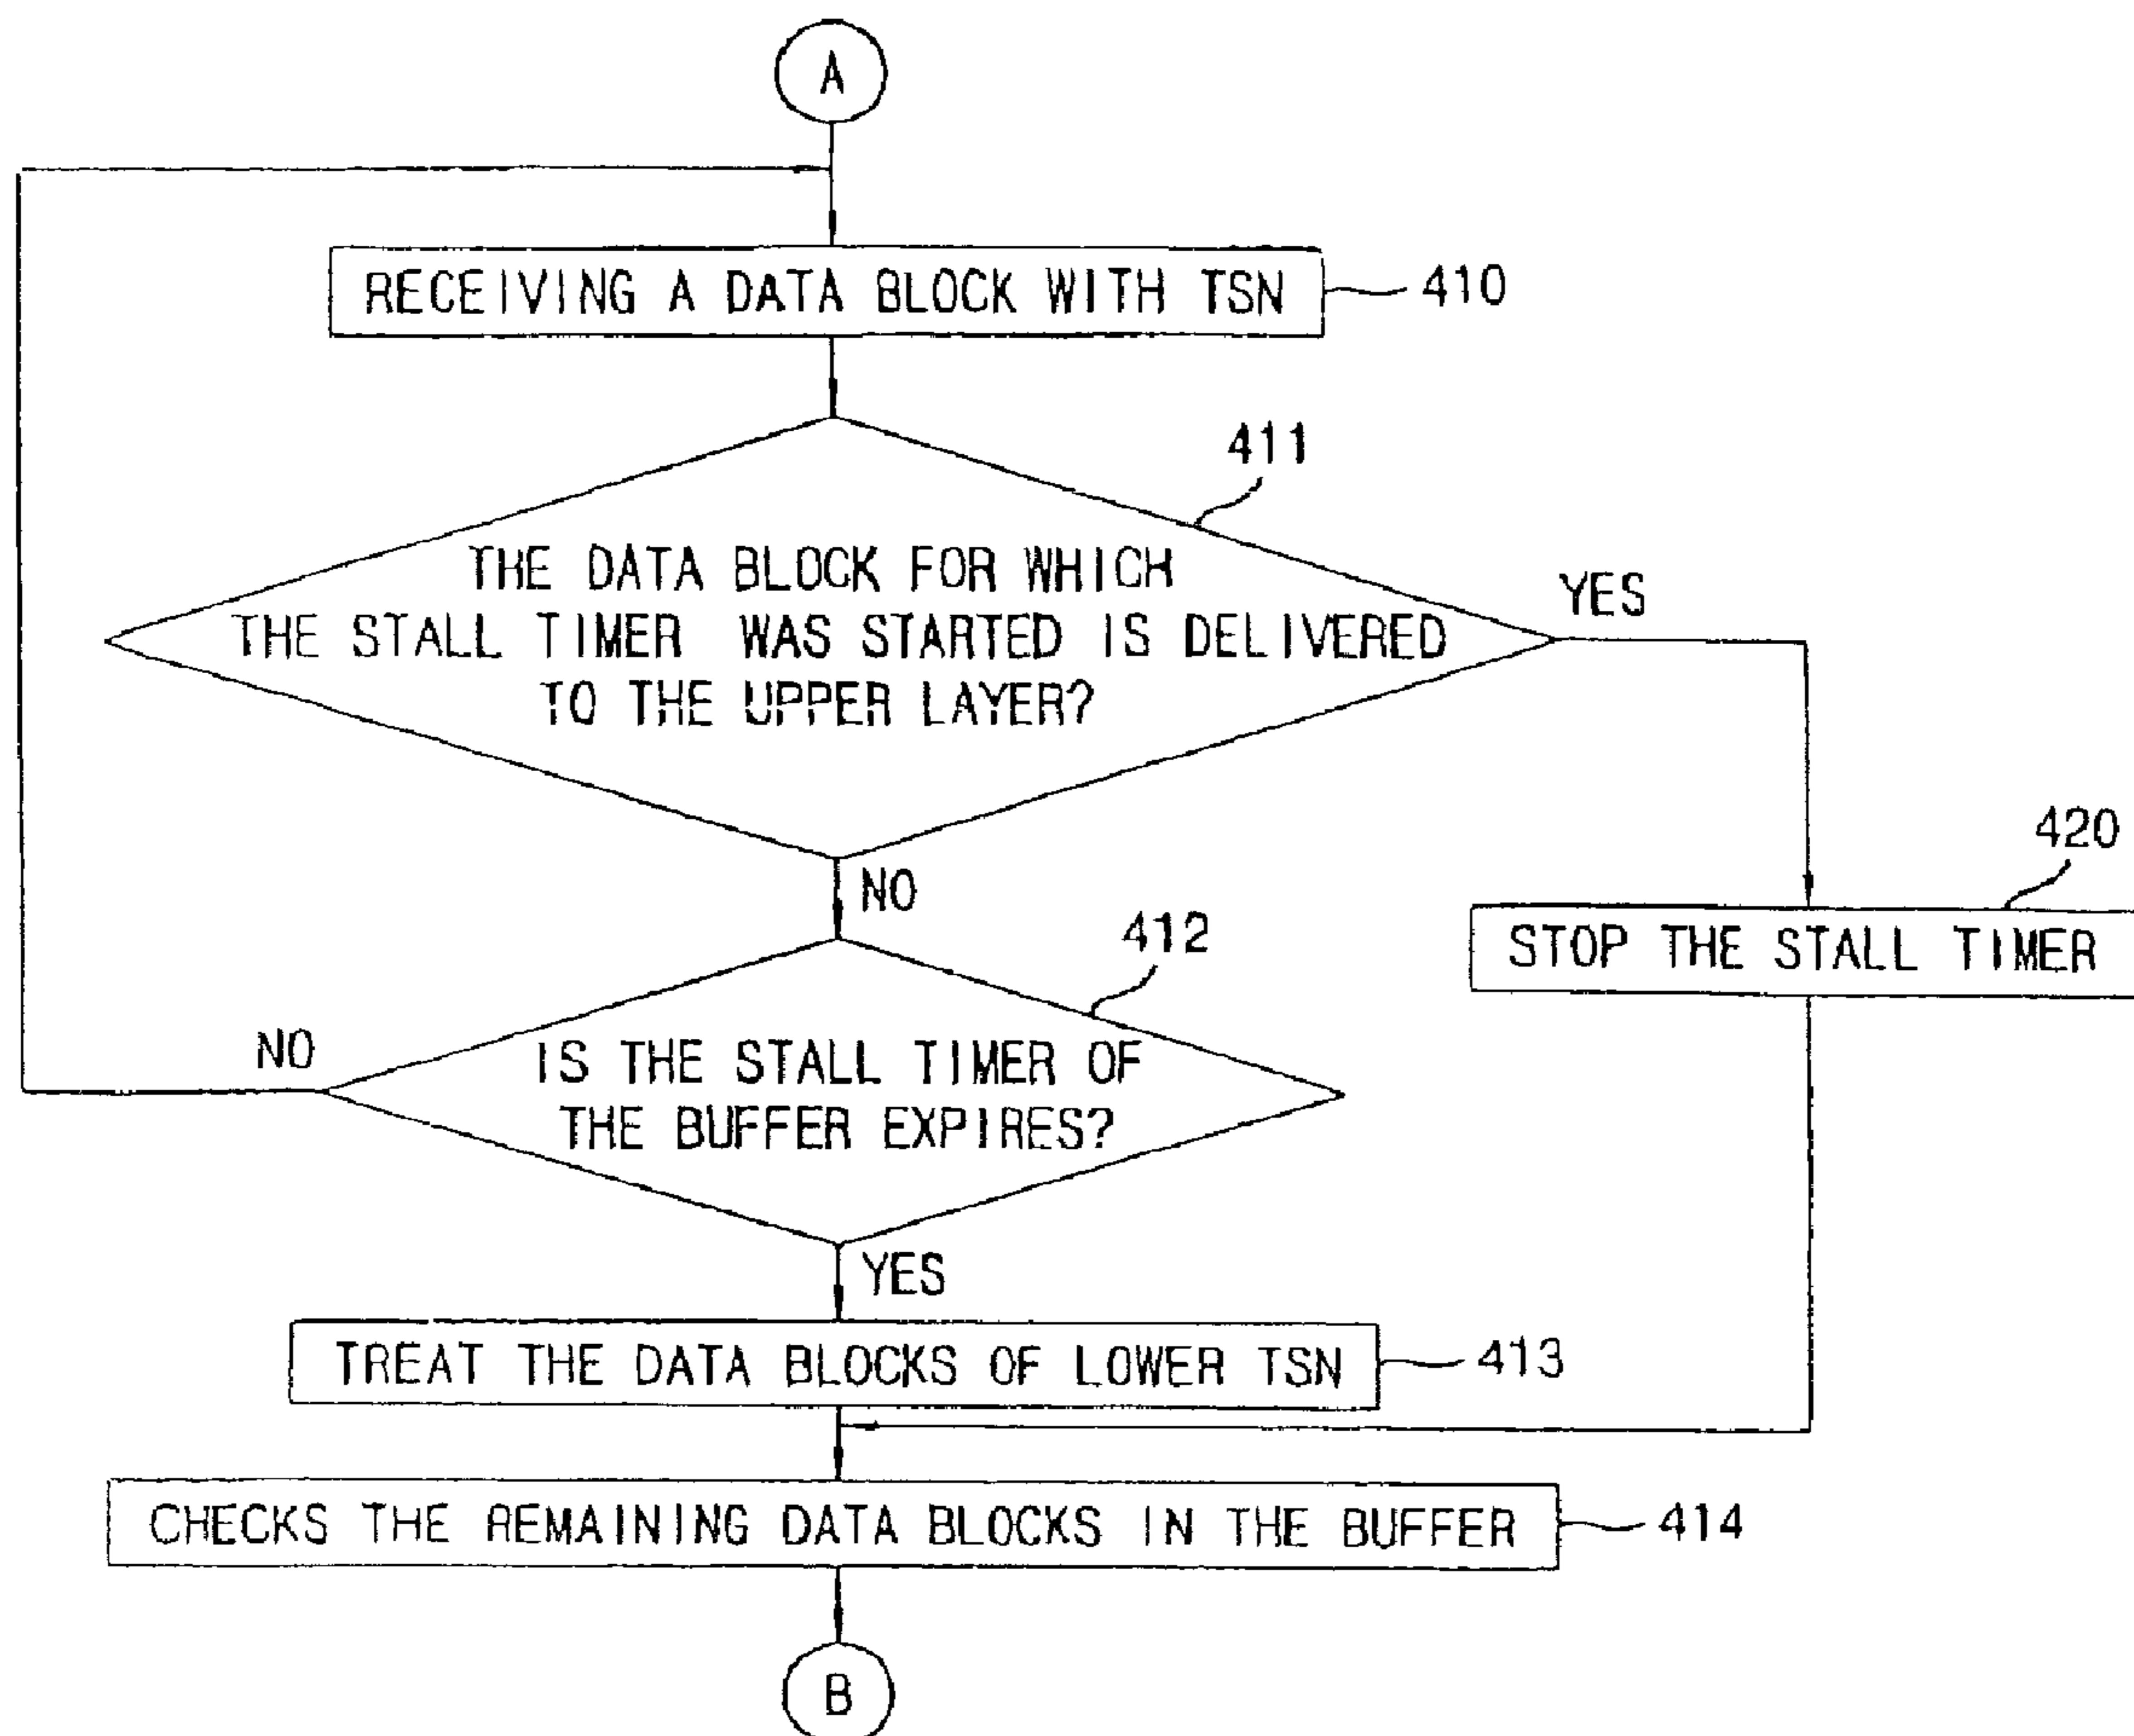 A
RECEIVING A DATA BLOCK WITH TSN
410
411
THE DATA BLOCK FOR WHICH
THE STALL TIMER WAS STARTED IS DELIVERED
TO THE UPPER LAYER?
YES
NO
420
STOP THE STALL TIMER
412
IS THE STALL TIMER OF
THE BUFFER EXPIRES?
NO
YES
TREAT THE DATA BLOCKS OF LOWER TSN
413
CHECKS THE REMAINING DATA BLOCKS IN THE BUFFER
414
B